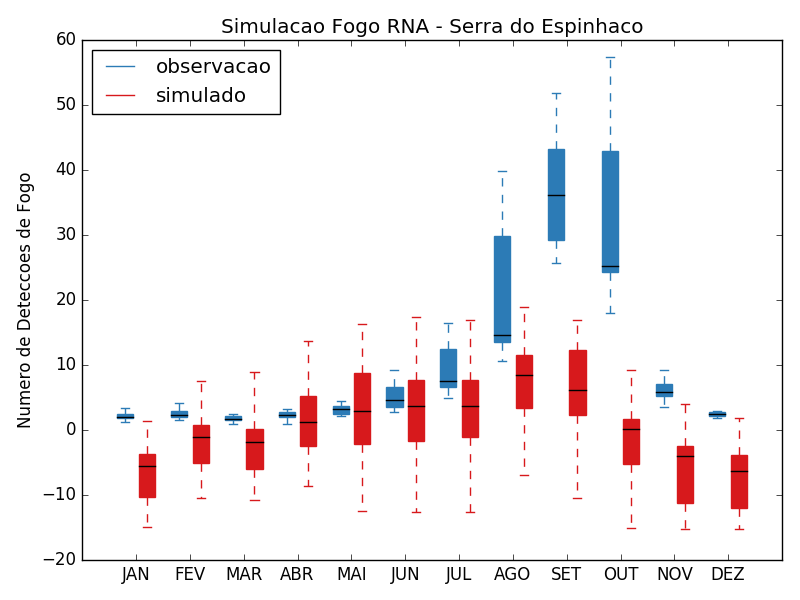 Simulacao Fogo RNA - Serra do Espinhaco
observacao
simulado
Numero de Deteccoes de Fogo
60
50
40
30
20
10
0
−10
−20
JAN FEV MAR ABR MAI JUN JUL AGO SET OUT NOV DEZ